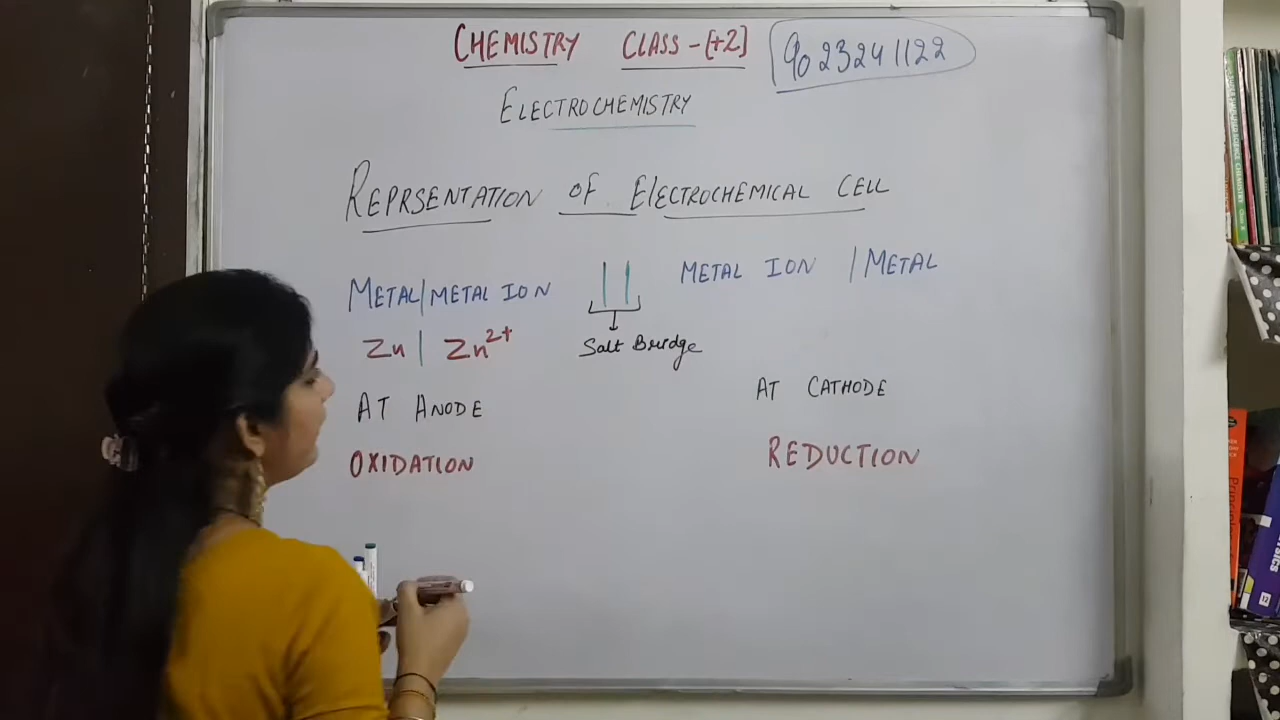 CHEMISTRY CLASS-[+2] 9023241122
ELECTROCHEMISTRY
REPRSENTATION OF ELECTROCHEMICAL CELL
METAL/METAL ION || METAL ION /METAL
Zn | Zn²⁺ Salt Bridge
AT ANODE AT CATHODE
OXIDATION REDUCTION